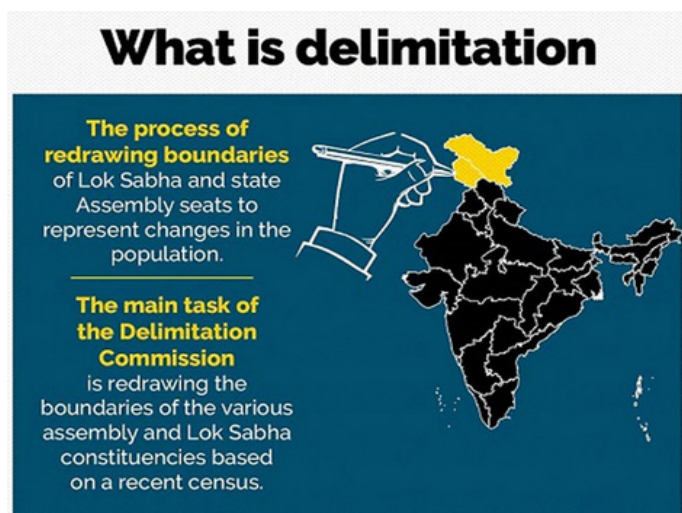 What is delimitation
The process of
redrawing boundaries
of Lok Sabha and state
Assembly seats to
represent changes in the
population.
The main task of
the Delimitation
Commission
is redrawing the
boundaries of the various
assembly and Lok Sabha
constituencies based
on a recent census.